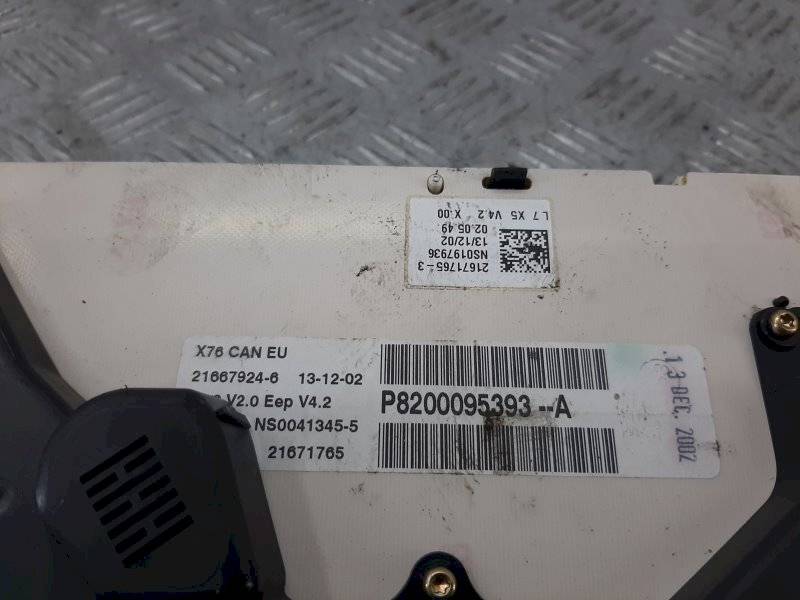 21671765-3
NS0197936
13/12/02
02.05.49
L7 X5 V4.2 X.00
X76 CAN EU
21667924-6 13-12-02
V2.0 Eep V4.2
P8200095393--A
NS0041345-5
21671765
13 DEC. 2002